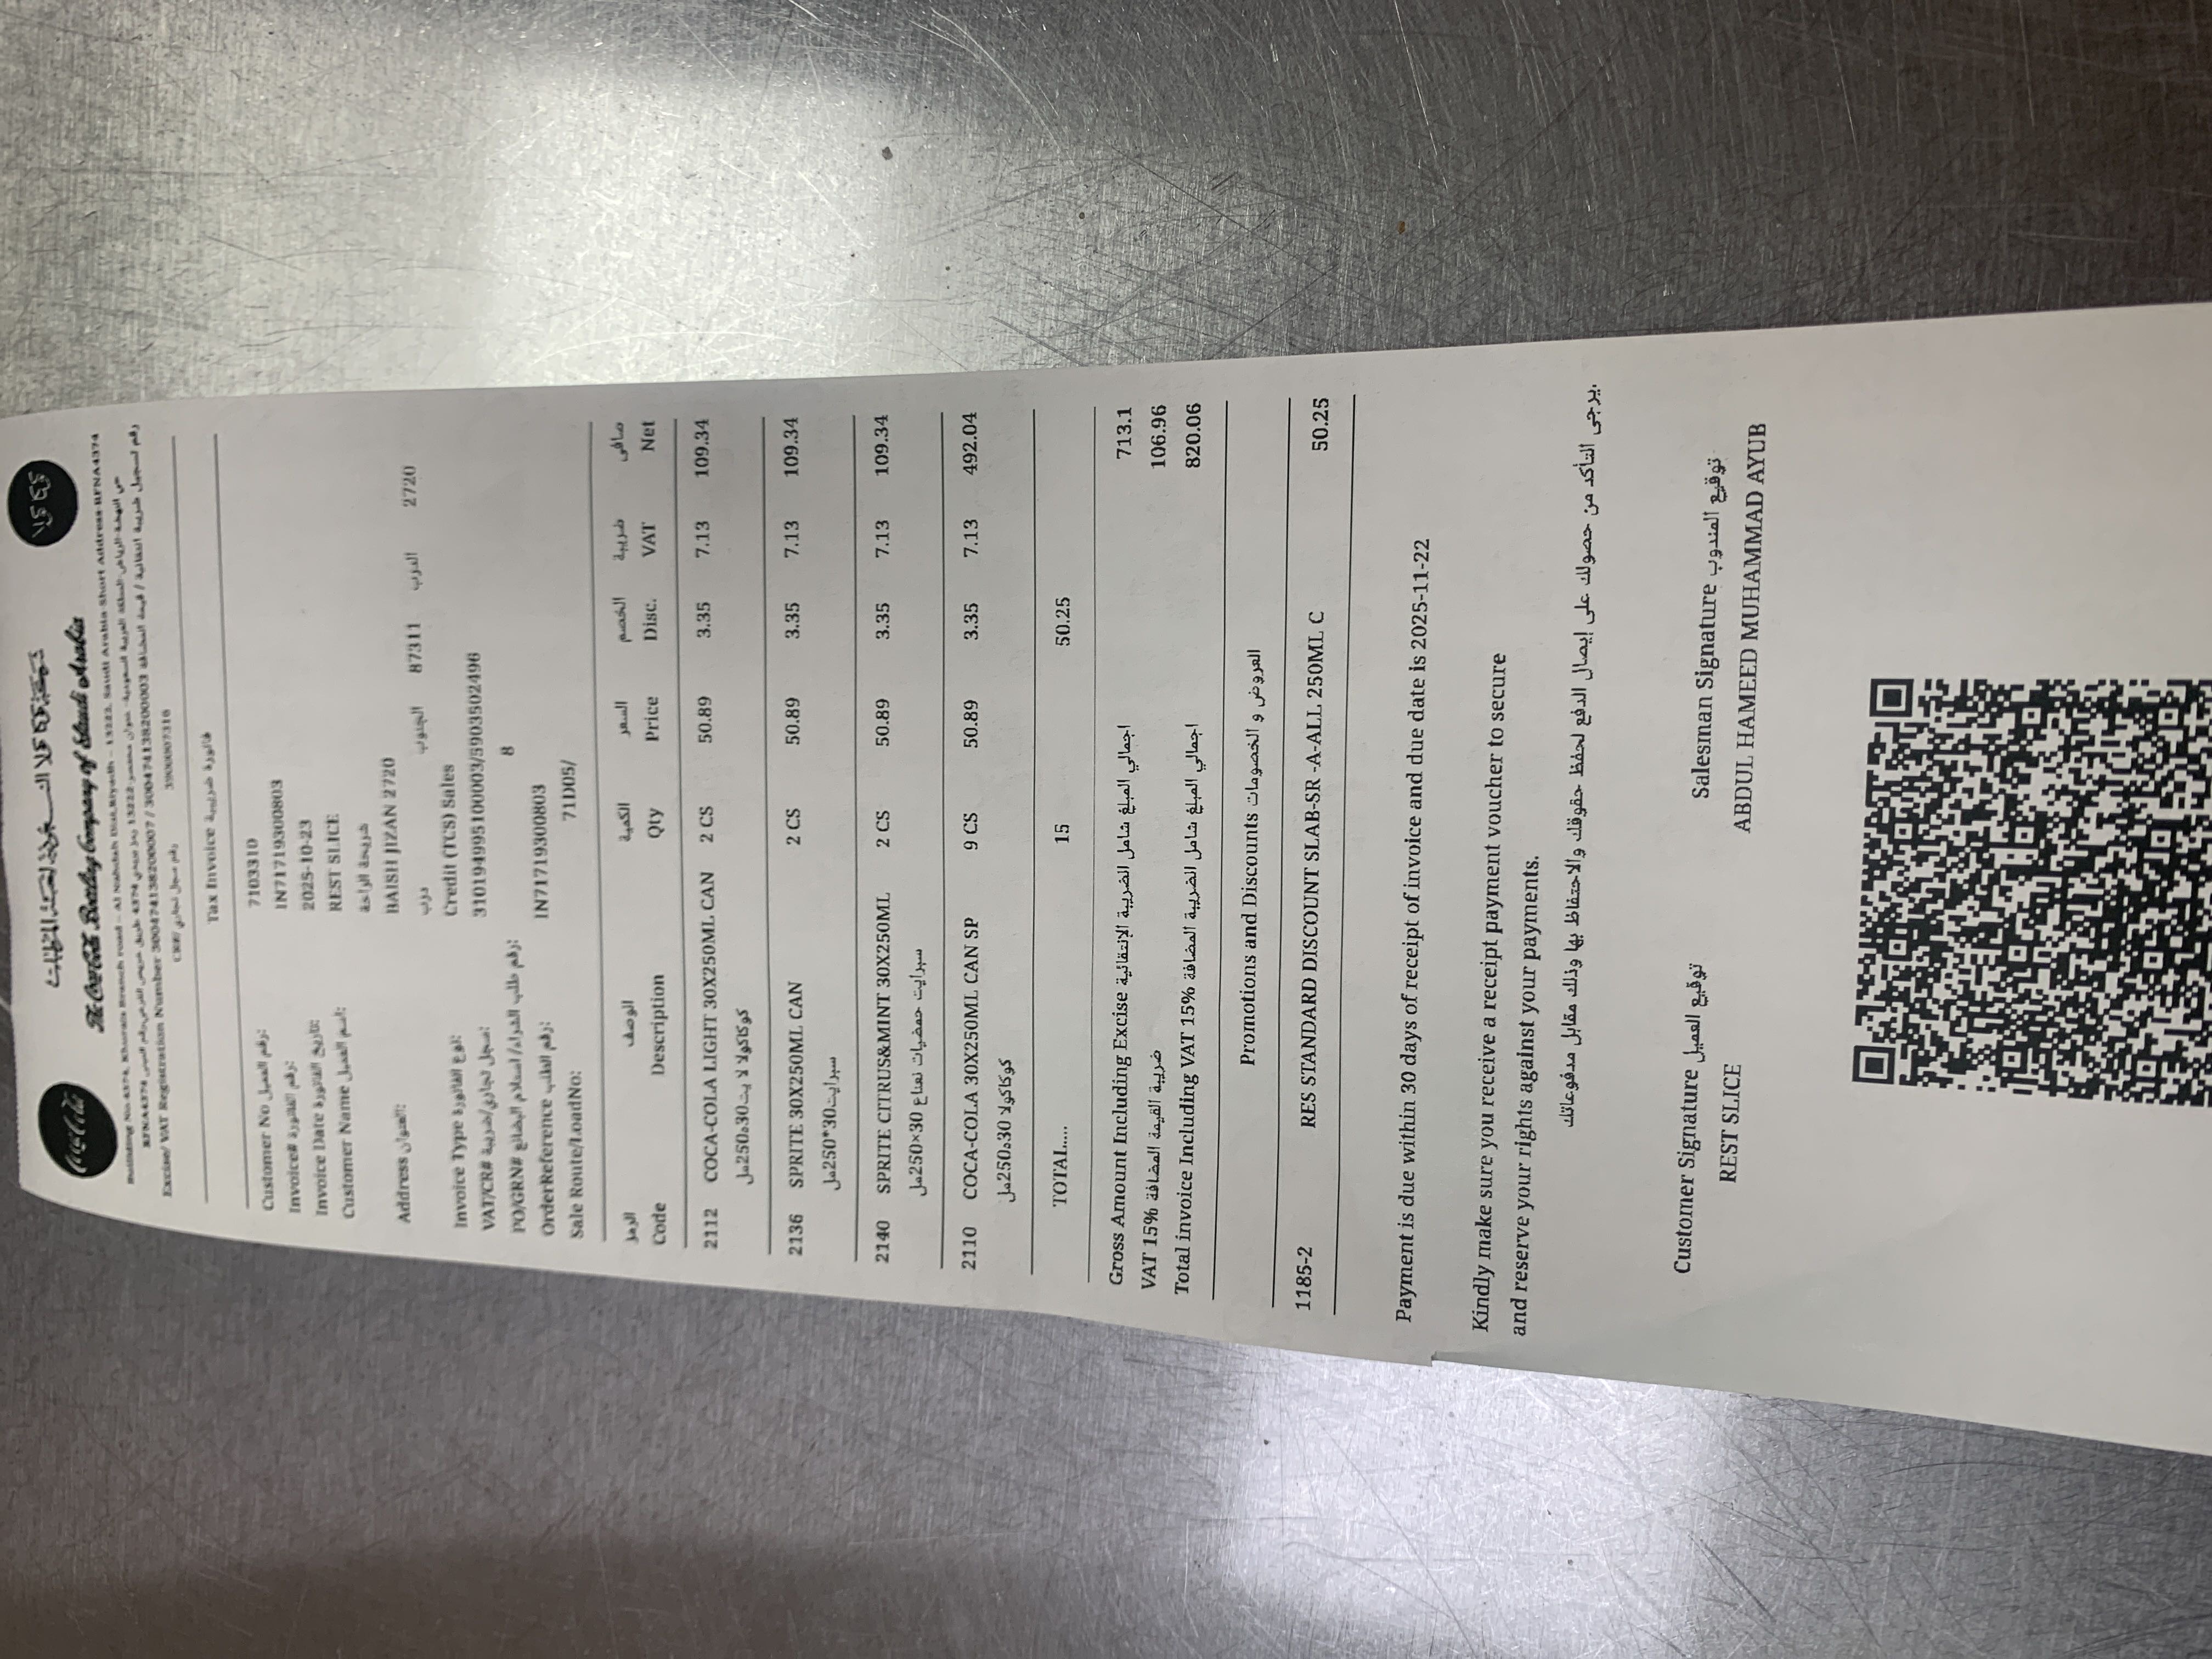 Coca-Cola
كوكاكولا
The Coca-Cola Bottling Company of Saudi Arabia
Building No.4374, Khurais Branch road - Al Nahdah Dist,Riyadh - 13222, Saudi Arabia-Short Address-RFNA4374
حي النهضة-الرياض-المملكة العربية السعودية- عنوان مختصر-13222 رمز بريدي 4374 طريق خريص الفرعي-رقم المبنى RFNA4374
Excise/ VAT Registration Number 300474138200007 / 300474138200003 رقم تسجيل ضريبة انتقائية / قيمة المضافة
CR#/ رقم سجل تجاري 3900007316
Tax Invoice فاتورة ضريبية
Customer No رقم العميل: 7103310
Invoice# رقم الفاتورة: IN71719300803
Invoice Date تاريخ الفاتورة: 2025-10-23
Customer Name اسم العميل: REST SLICE
شريحة الراحة
Address العنوان: BAISH JIZAN 2720
درب الجنوب 87311 الدرب 2720
Invoice Type نوع الفاتورة: Credit (TCS) Sales
VAT/CR# سجل تجاري/ضريبة: 310194995100003/5903502496
PO/GRN# رقم طلب الشراء/ استلام البضائع: 8
OrderReference رقم الطلب: IN71719300803
Sale Route/LoadNo: 71D05/
الرمز الوصف الكمية السعر الخصم ضريبة صافى
Code Description Qty Price Disc. VAT Net
2112 COCA-COLA LIGHT 30X250ML CAN 2 CS 50.89 3.35 7.13 109.34
كوكاكولا لا يت30ه250مل
2136 SPRITE 30X250ML CAN 2 CS 50.89 3.35 7.13 109.34
سبرايت30*250مل
2140 SPRITE CITRUS&MINT 30X250ML 2 CS 50.89 3.35 7.13 109.34
سبرايت حمضيات نعناع 30×250مل
2110 COCA-COLA 30X250ML CAN SP 9 CS 50.89 3.35 7.13 492.04
كوكاكولا 30ه250مل
TOTAL.... 15 50.25
Gross Amount Including Excise اجمالي المبلغ شامل الضريبة الإنتقائية 713.1
VAT 15% ضريبة القيمة المضافة 106.96
Total invoice Including VAT 15% اجمالي المبلغ شامل الضريبة المضافة 820.06
Promotions and Discounts العروض و الخصومات
1185-2 RES STANDARD DISCOUNT SLAB-SR -A-ALL 250ML C 50.25
Payment is due within 30 days of receipt of invoice and due date is 2025-11-22
Kindly make sure you receive a receipt payment voucher to secure
and reserve your rights against your payments.
يرجى التأكد من حصولك على إيصال الدفع لحفظ حقوقك والاحتفاظ بها وذلك مقابل مدفوعاتك.
Customer Signature توقيع العميل Salesman Signature توقيع المندوب
REST SLICE ABDUL HAMEED MUHAMMAD AYUB